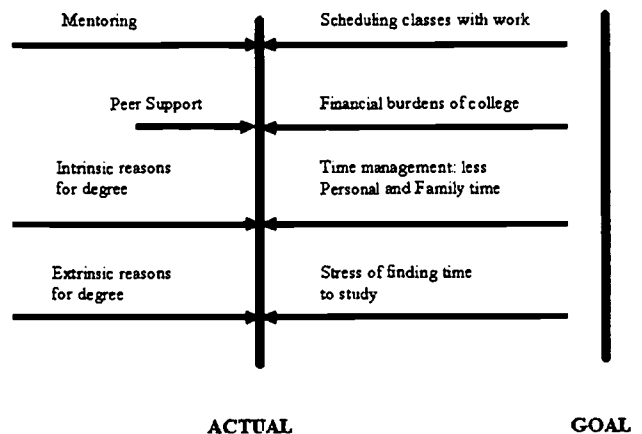 Mentoring
Scheduling classes with work
Peer Support
Financial burdens of college
Intrinsic reasons
for degree
Time management: less
Personal and Family time
Extrinsic reasons
for degree
Stress of finding time
to study
ACTUAL
GOAL